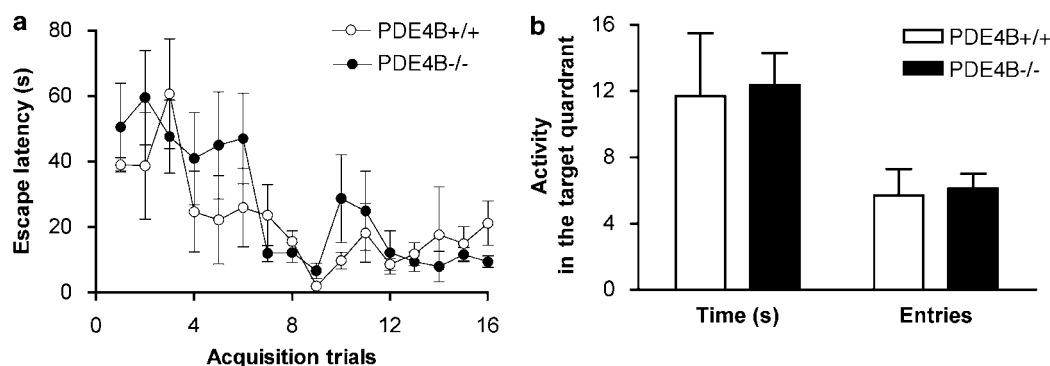 a
80
60
40
20
0
Escape latency (s)
PDE4B+/+
PDE4B-/-
0 4 8 12 16
Acquisition trials
b
16
12
8
4
0
Activity
in the target quardrant
PDE4B+/+
PDE4B-/-
Time (s) Entries